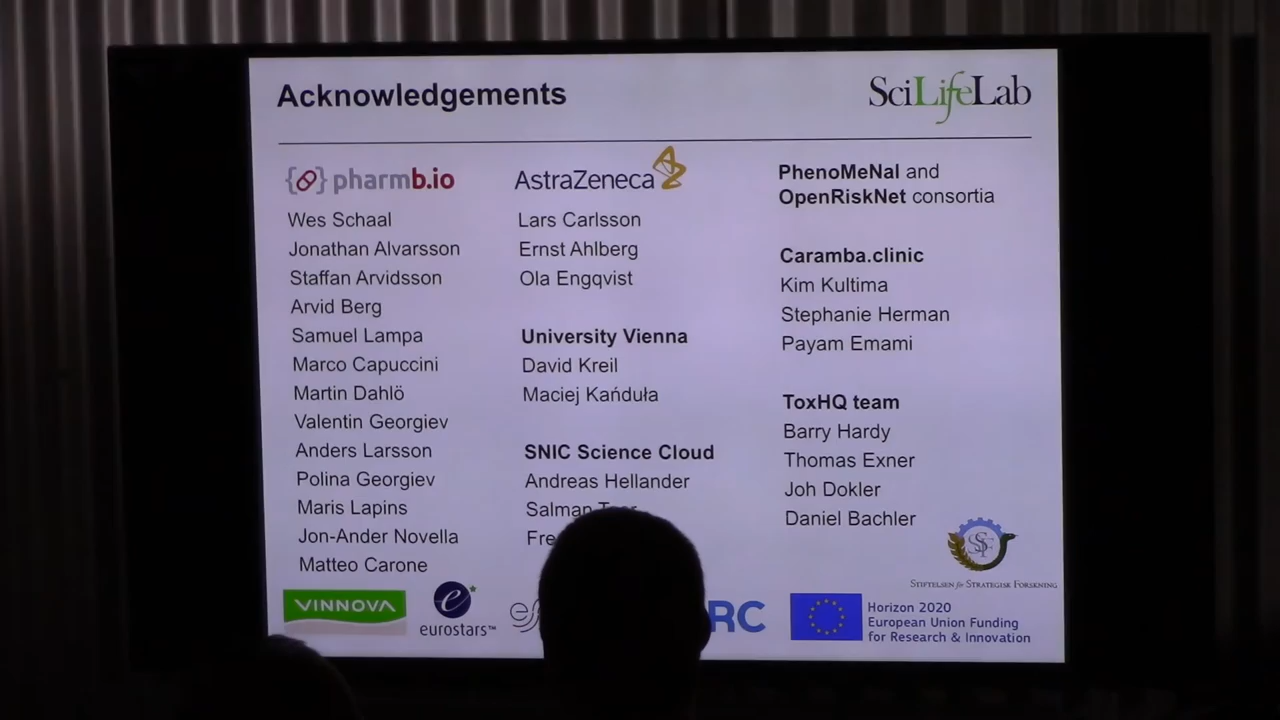 Acknowledgements
SciLifeLab
pharmb.io
Wes Schaal
Jonathan Alvarsson
Staffan Arvidsson
Arvid Berg
Samuel Lampa
Marco Capuccini
Martin Dahlö
Valentin Georgiev
Anders Larsson
Polina Georgiev
Maris Lapins
Jon-Ander Novella
Matteo Carone
AstraZeneca
Lars Carlsson
Ernst Ahlberg
Ola Engqvist
University Vienna
David Kreil
Maciej Kańduła
SNIC Science Cloud
Andreas Hellander
Salman
PhenoMeNal and
OpenRiskNet consortia
Caramba.clinic
Kim Kultima
Stephanie Herman
Payam Emami
ToxHQ team
Barry Hardy
Thomas Exner
Joh Dokler
Daniel Bachler
SSF
STIFTELSEN för STRATEGISK FORSKNING
VINNOVA
e
eurostars™
RC
Horizon 2020
European Union Funding
for Research & Innovation